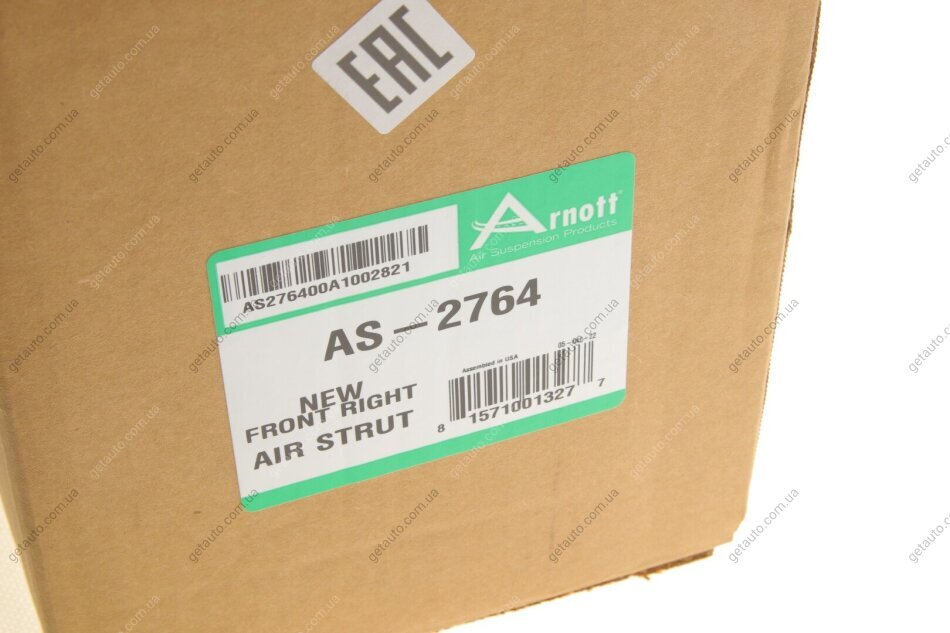 EAC
Arnott
Air Suspension Products
AS276400A1002821
AS-2764
Assembled in USA
NEW
FRONT RIGHT
AIR STRUT
8 1571001327 7
getauto.com.ua